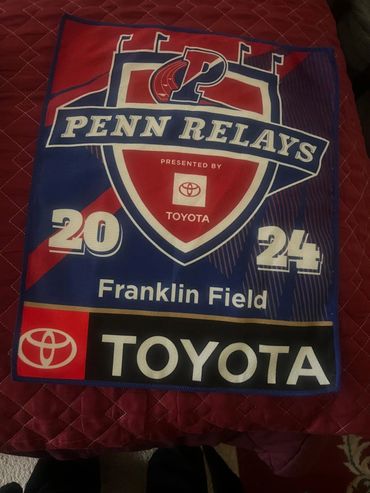 P
PENN RELAYS
PRESENTED BY
TOYOTA
20 24
Franklin Field
TOYOTA